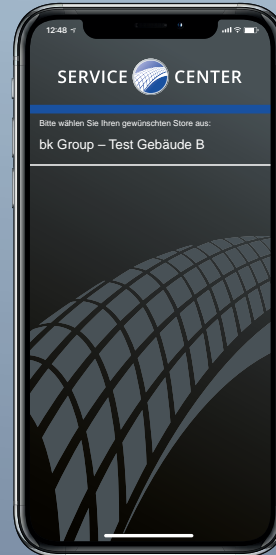 12:48
SERVICE CENTER
Bitte wählen Sie Ihren gewünschten Store aus:
bk Group – Test Gebäude B